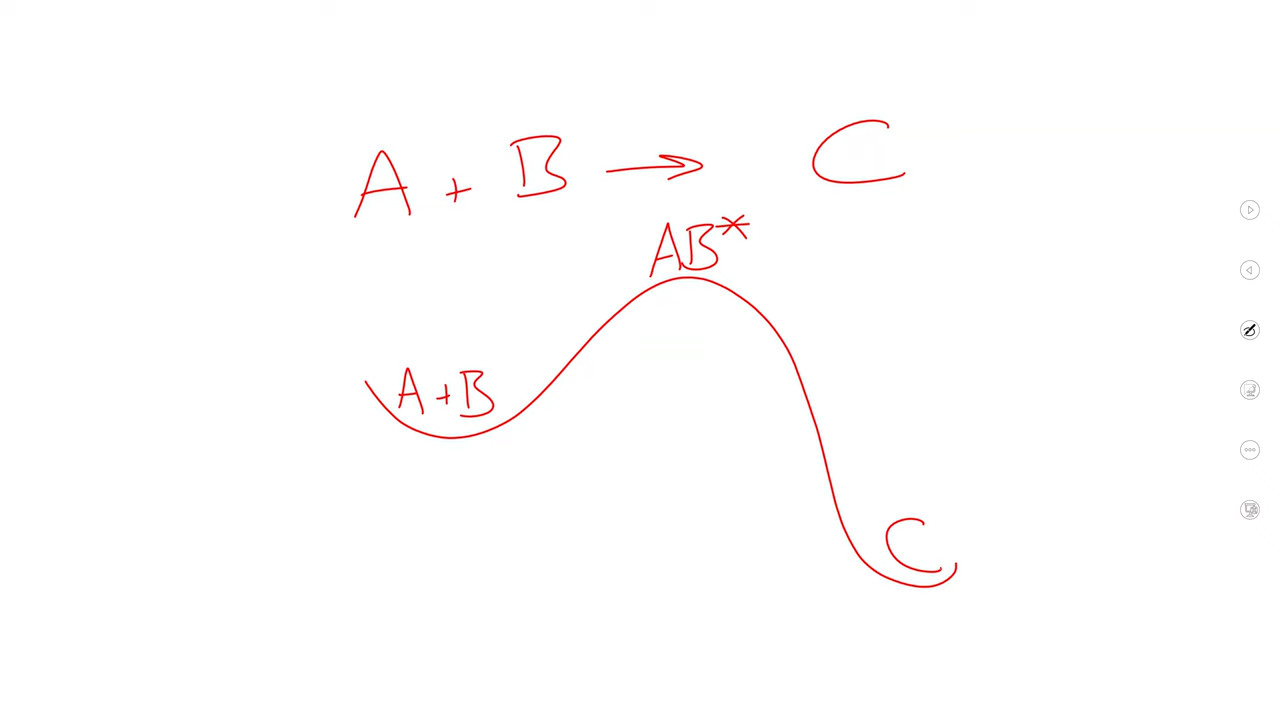 A + B → C
AB*
A + B
C